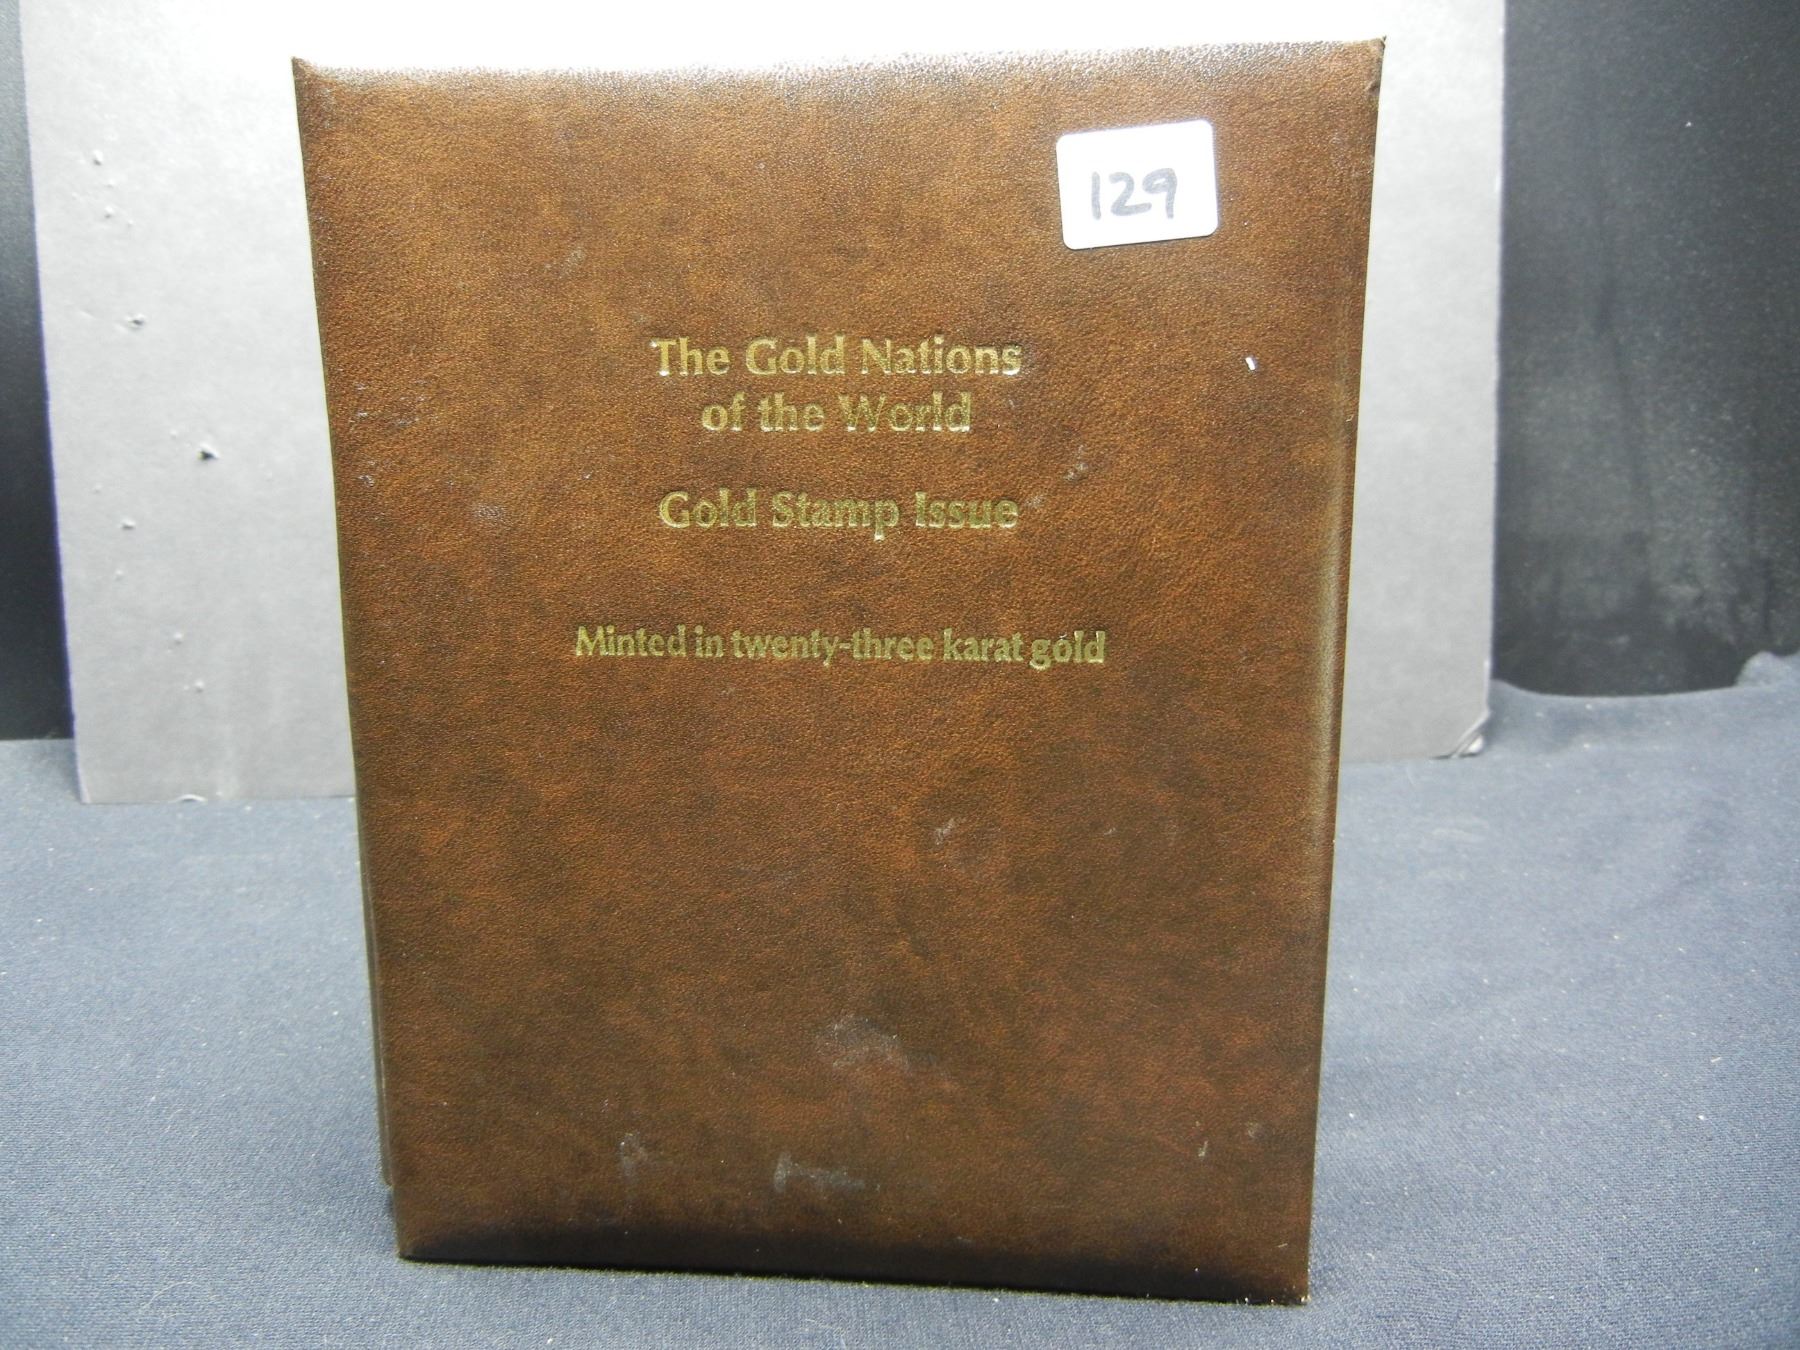 129
The Gold Nations
of the World
Gold Stamp Issue
Minted in twenty-three karat gold